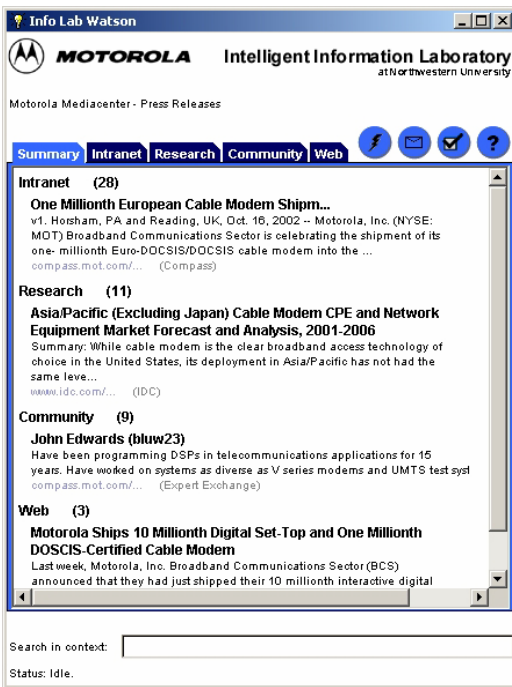 Info Lab Watson
MOTOROLA Intelligent Information Laboratory
at Northwestern University
Motorola Mediacenter - Press Releases
Summary Intranet Research Community Web
Intranet (28)
One Millionth European Cable Modem Shipm...
v1. Horsham, PA and Reading, UK, Oct. 16, 2002 -- Motorola, Inc. (NYSE:
MOT) Broadband Communications Sector is celebrating the shipment of its
one- millionth Euro-DOCSIS/DOCSIS cable modem into the ...
compass.mot.com/... (Compass)
Research (11)
Asia/Pacific (Excluding Japan) Cable Modem CPE and Network
Equipment Market Forecast and Analysis, 2001-2006
Summary: While cable modem is the clear broadband access technology of
choice in the United States, its deployment in Asia/Pacific has not had the
same leve...
www.idc.com/... (IDC)
Community (9)
John Edwards (bluw23)
Have been programming DSPs in telecommunications applications for 15
years. Have worked on systems as diverse as V series modems and UMTS test syst
compass.mot.com/... (Expert Exchange)
Web (3)
Motorola Ships 10 Millionth Digital Set-Top and One Millionth
DOSCIS-Certified Cable Modem
Last week, Motorola, Inc. Broadband Communications Sector (BCS)
announced that they had just shipped their 10 millionth interactive digital
Search in context:
Status: Idle.